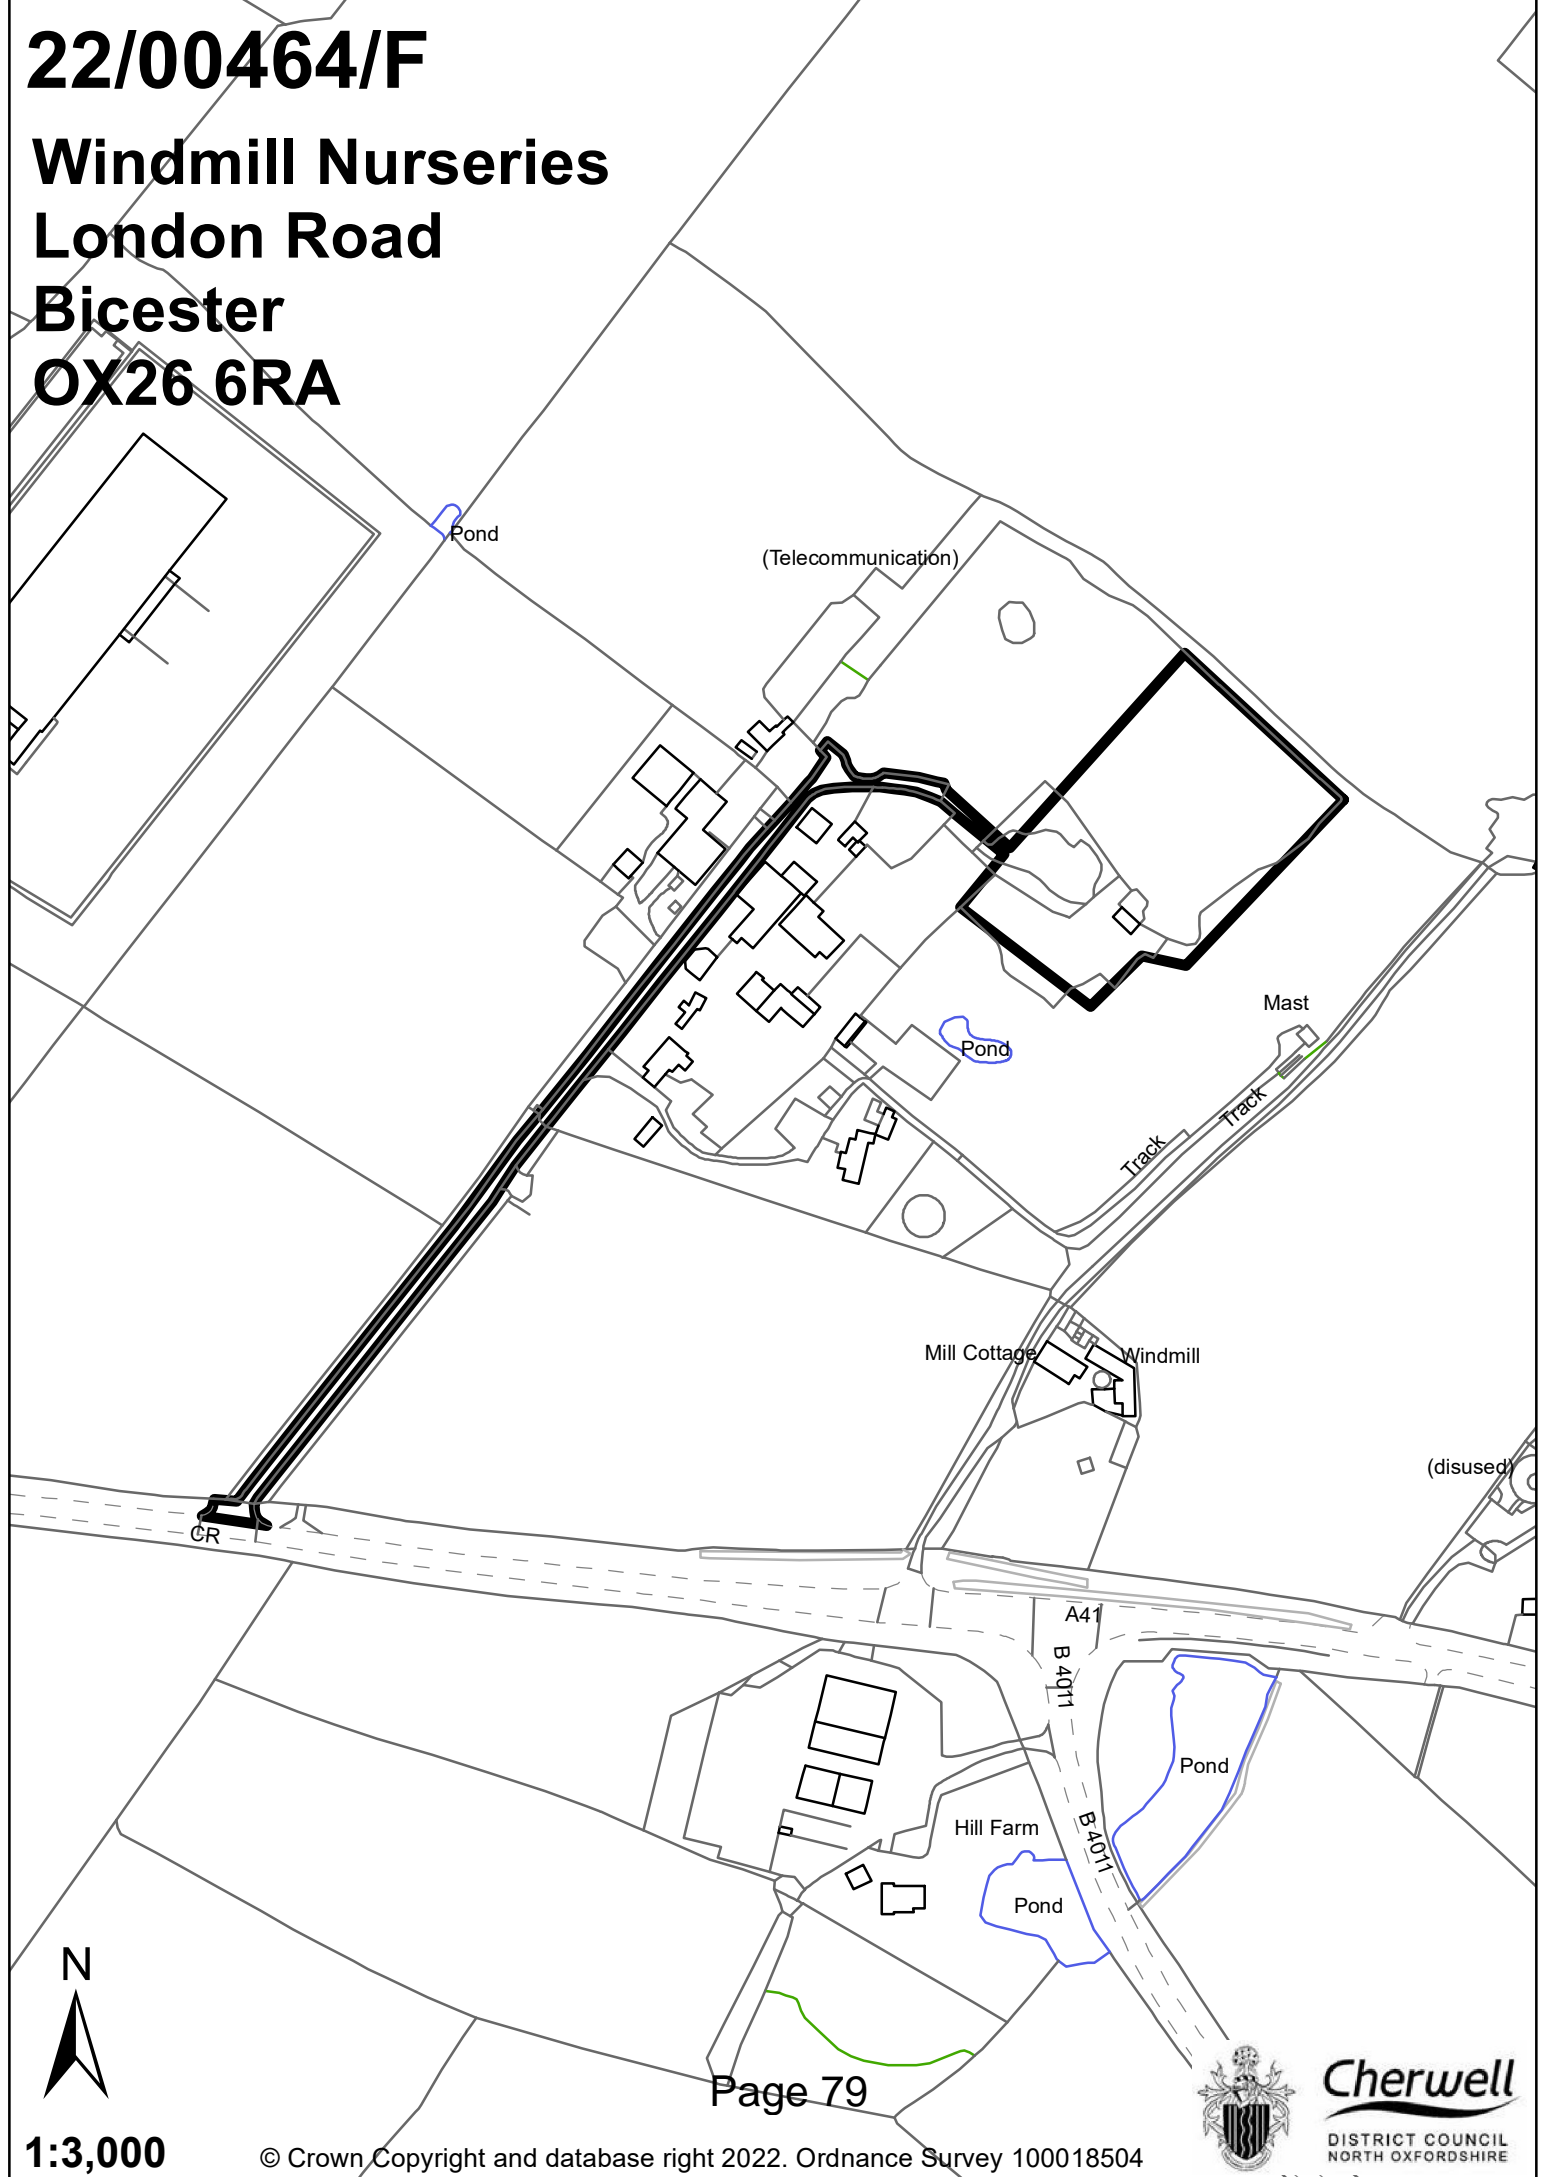 22/00464/F
Windmill Nurseries
London Road
Bicester
OX26 6RA
Pond
(Telecommunication)
Mast
Pond
Track
Track
Mill Cottage
Windmill
(disused)
CR
A41
B 4011
Pond
Hill Farm
B 4011
Pond
N
Page 79
1:3,000
© Crown Copyright and database right 2022. Ordnance Survey 100018504
Cherwell
DISTRICT COUNCIL
NORTH OXFORDSHIRE